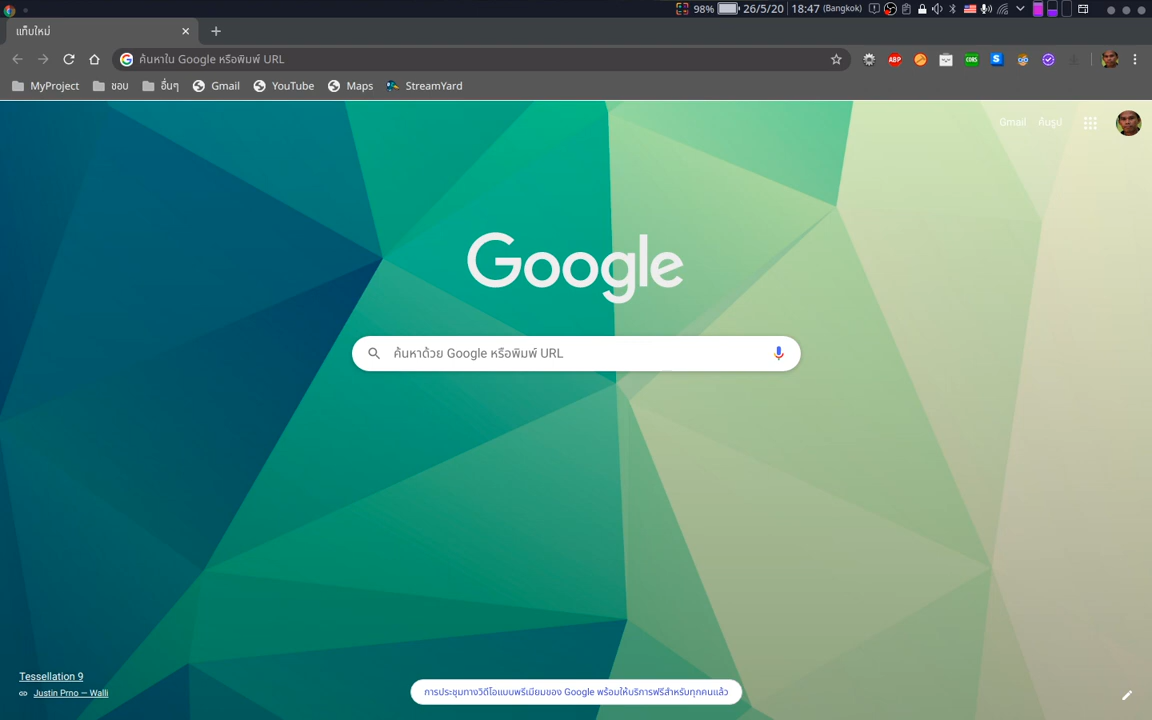 98% 26/5/20 18:47 (Bangkok)
แท็บใหม่
ค้นหาใน Google หรือพิมพ์ URL
ABP CORS S
MyProject ชอบ อื่นๆ Gmail YouTube Maps StreamYard
Gmail ค้นรูป
Google
ค้นหาด้วย Google หรือพิมพ์ URL
Tessellation 9
Justin Prno — Walli
การประชุมทางวิดีโอแบบพรีเมียมของ Google พร้อมให้บริการฟรีสำหรับทุกคนแล้ว